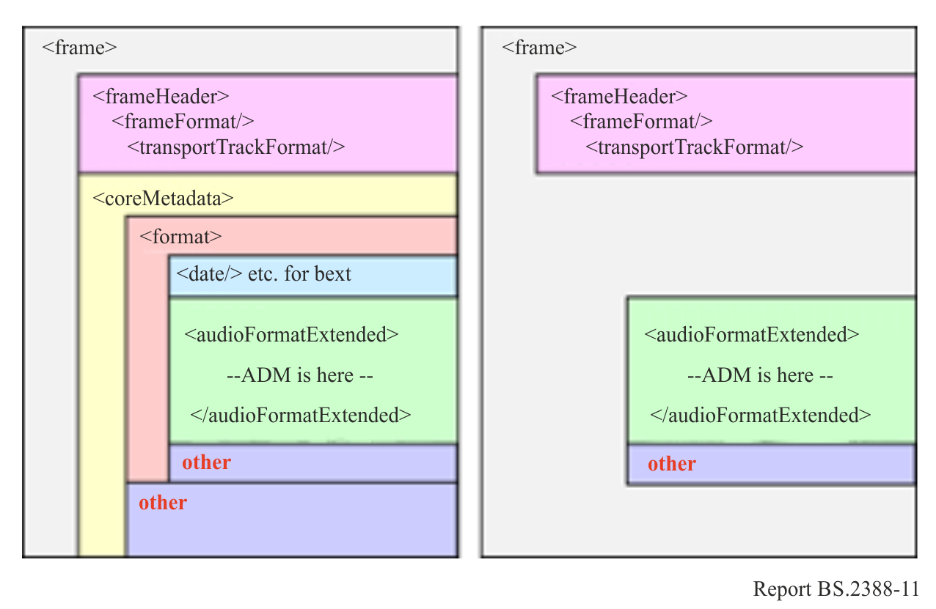 <frame>
<frameHeader>
<frameFormat/>
<transportTrackFormat/>
<coreMetadata>
<format>
<date/> etc. for bext
<audioFormatExtended>
--ADM is here --
</audioFormatExtended>
other
other
<frame>
<frameHeader>
<frameFormat/>
<transportTrackFormat/>
<audioFormatExtended>
--ADM is here --
</audioFormatExtended>
other
Report BS.2388-11